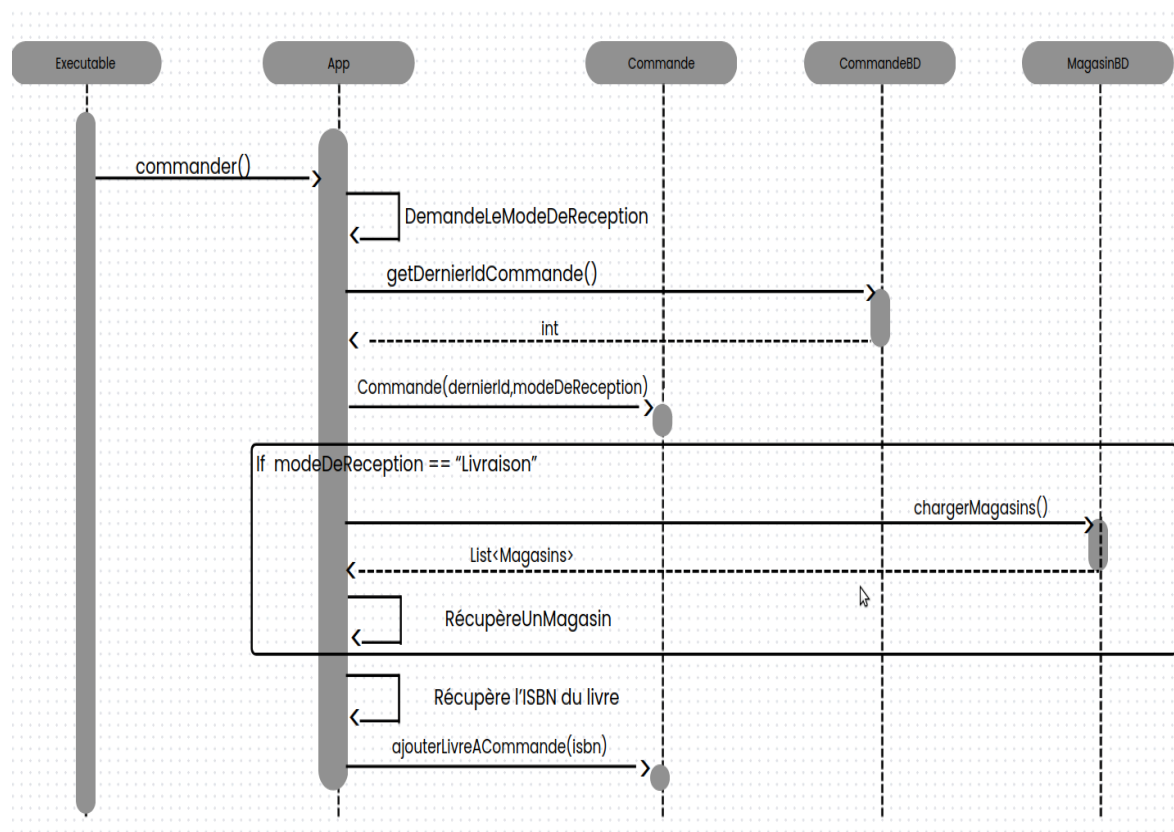 Executable
App
Commande
CommandeBD
MagasinBD
commander()
DemandeLeModeDeReception
getDernierIdCommande()
int
Commande(dernierId,modeDeReception)
If modeDeReception == “Livraison”
chargerMagasins()
List<Magasins>
RécupèreUnMagasin
Récupère l’ISBN du livre
ajouterLivreACommande(isbn)